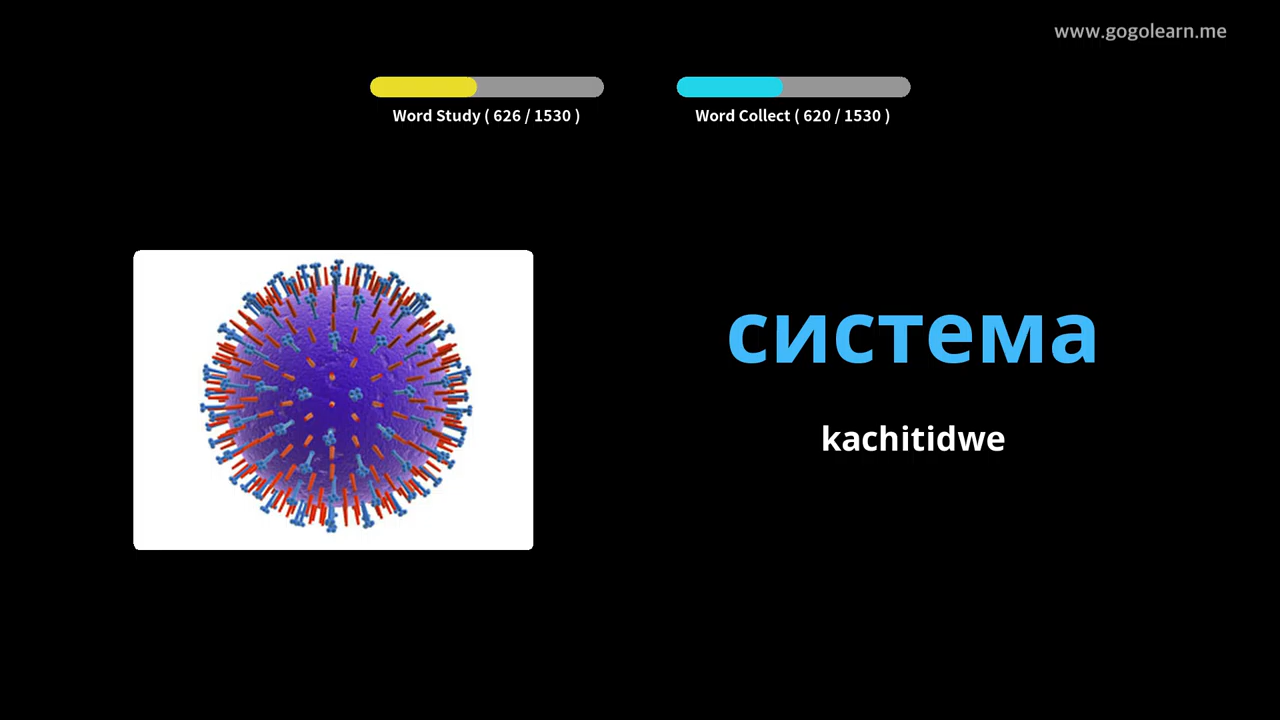 www.gogolearn.me
Word Study ( 626 / 1530 )
Word Collect ( 620 / 1530 )
система
kachitidwe